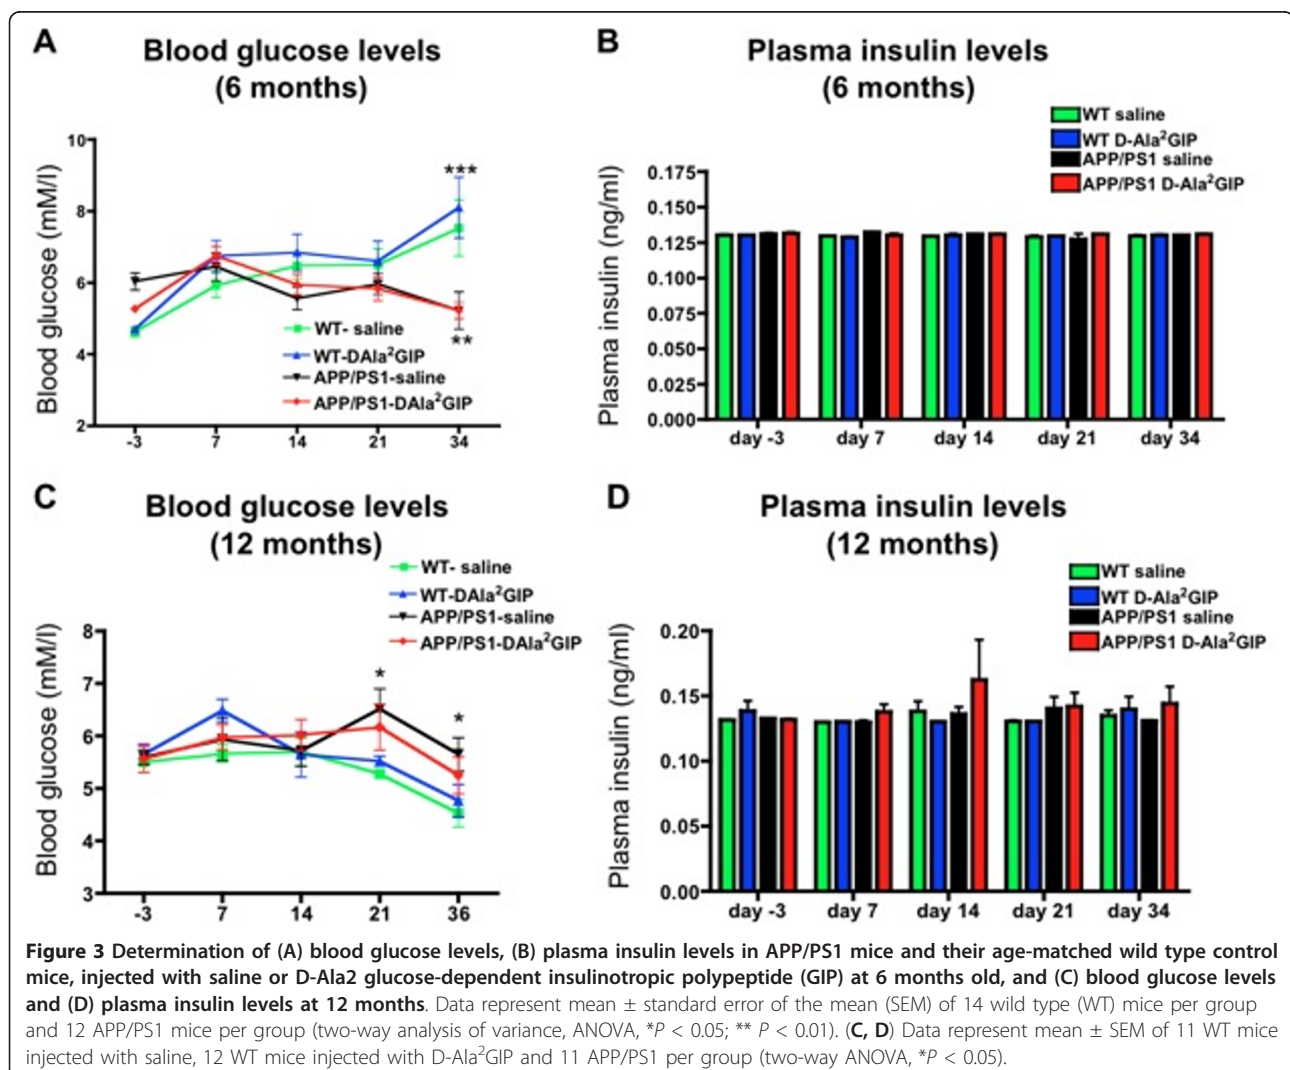 A
Blood glucose levels
(6 months)
Blood glucose (mM/l)
10
8
6
4
2
***
**
WT- saline
WT-DAla²GIP
APP/PS1-saline
APP/PS1-DAla²GIP
-3 7 14 21 34
B
Plasma insulin levels
(6 months)
WT saline
WT D-Ala²GIP
APP/PS1 saline
APP/PS1 D-Ala²GIP
Plasma insulin (ng/ml)
0.175
0.150
0.125
0.100
0.075
0.050
0.025
0.000
day -3 day 7 day 14 day 21 day 34
C
Blood glucose levels
(12 months)
WT- saline
WT-DAla²GIP
APP/PS1-saline
APP/PS1-DAla²GIP
Blood glucose (mM/l)
8
7
6
5
4
3
*
*
-3 7 14 21 36
D
Plasma insulin levels
(12 months)
WT saline
WT D-Ala²GIP
APP/PS1 saline
APP/PS1 D-Ala²GIP
Plasma insulin (ng/ml)
0.20
0.15
0.10
0.05
0.00
day -3 day 7 day 14 day 21 day 34
Figure 3 Determination of (A) blood glucose levels, (B) plasma insulin levels in APP/PS1 mice and their age-matched wild type control
mice, injected with saline or D-Ala2 glucose-dependent insulinotropic polypeptide (GIP) at 6 months old, and (C) blood glucose levels
and (D) plasma insulin levels at 12 months. Data represent mean ± standard error of the mean (SEM) of 14 wild type (WT) mice per group
and 12 APP/PS1 mice per group (two-way analysis of variance, ANOVA, *P < 0.05; ** P < 0.01). (C, D) Data represent mean ± SEM of 11 WT mice
injected with saline, 12 WT mice injected with D-Ala²GIP and 11 APP/PS1 per group (two-way ANOVA, *P < 0.05).